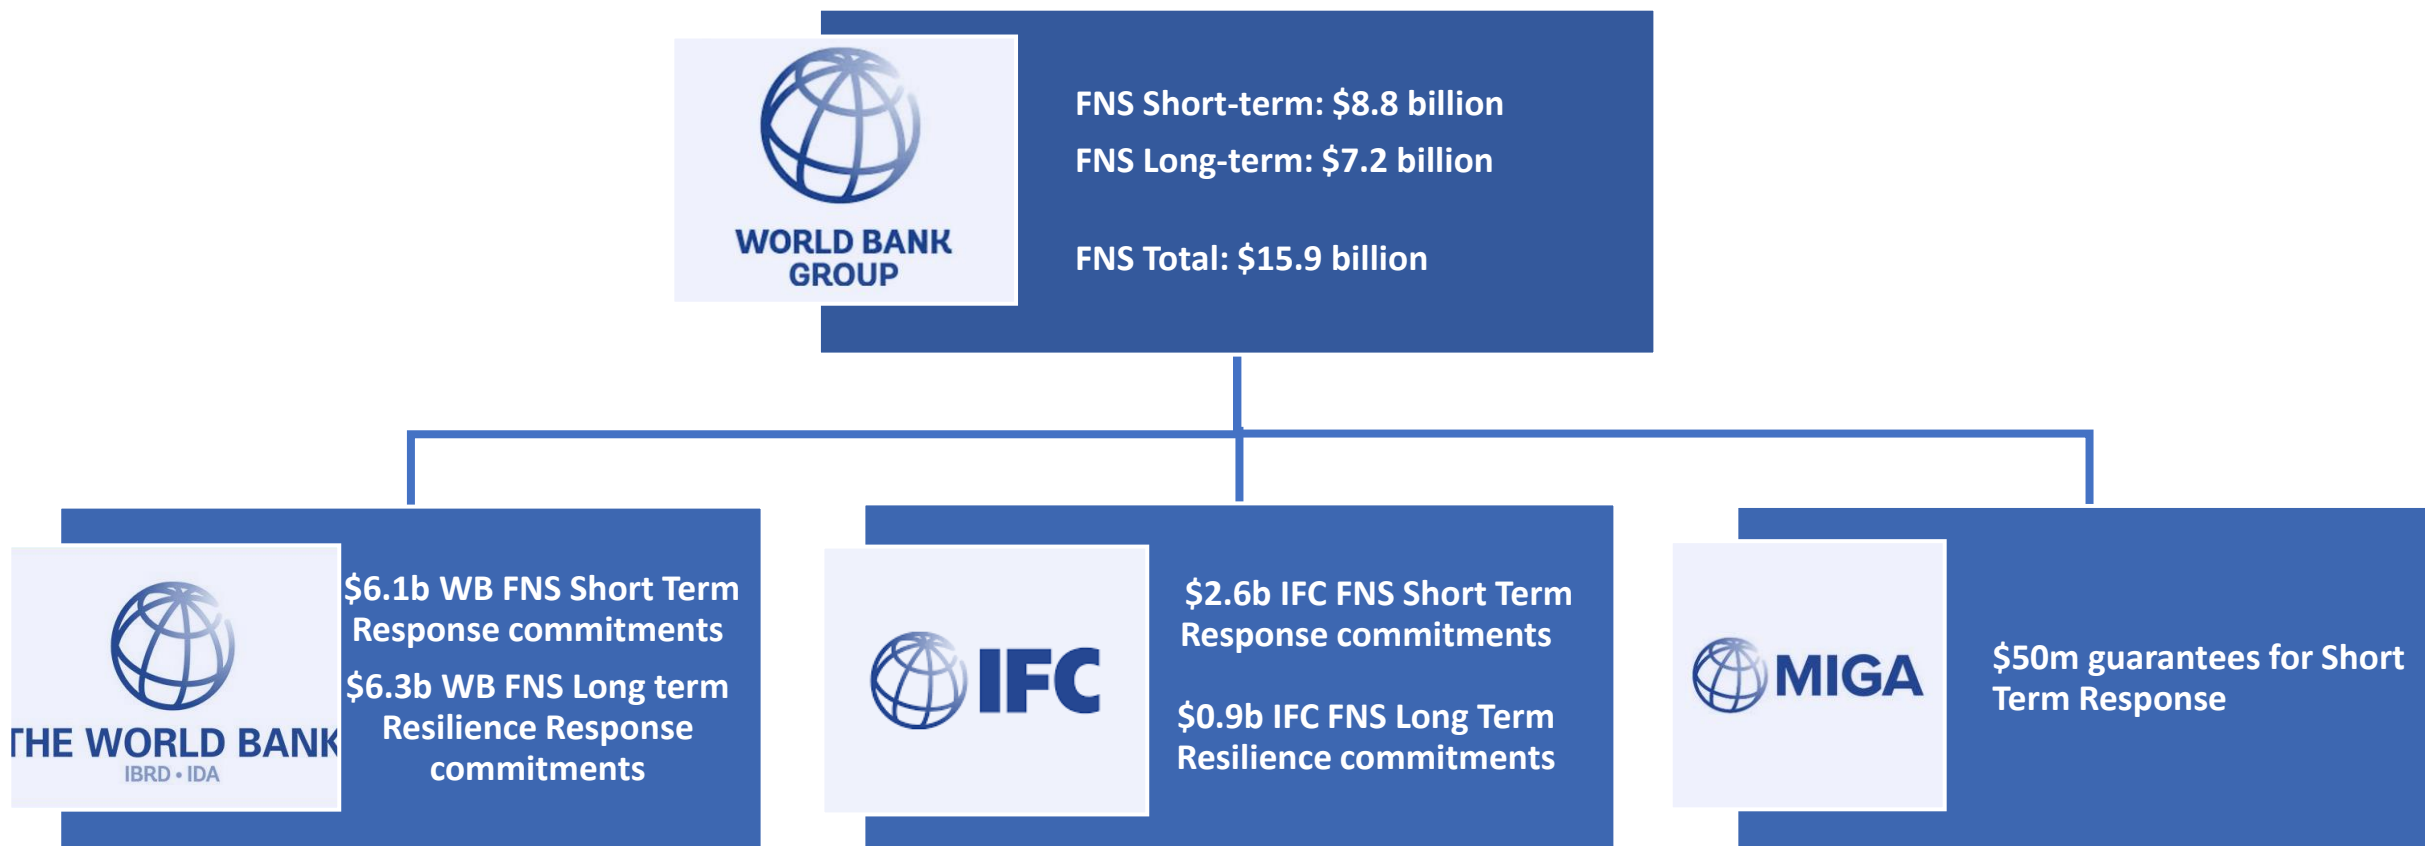 WORLD BANK
GROUP
FNS Short-term: $8.8 billion
FNS Long-term: $7.2 billion
FNS Total: $15.9 billion
THE WORLD BANK
IBRD • IDA
$6.1b WB FNS Short Term
Response commitments
$6.3b WB FNS Long term
Resilience Response
commitments
IFC
$2.6b IFC FNS Short Term
Response commitments
$0.9b IFC FNS Long Term
Resilience commitments
MIGA
$50m guarantees for Short
Term Response